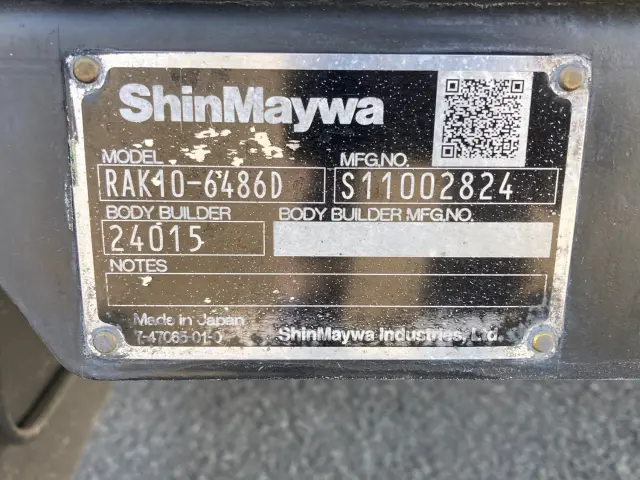 ShinMaywa
MODEL MFG.NO.
RAK10-6486D S11002824
BODY BUILDER BODY BUILDER MFG.NO.
24015
NOTES
Made in Japan
7-47065-01-0 ShinMaywa Industries, Ltd.